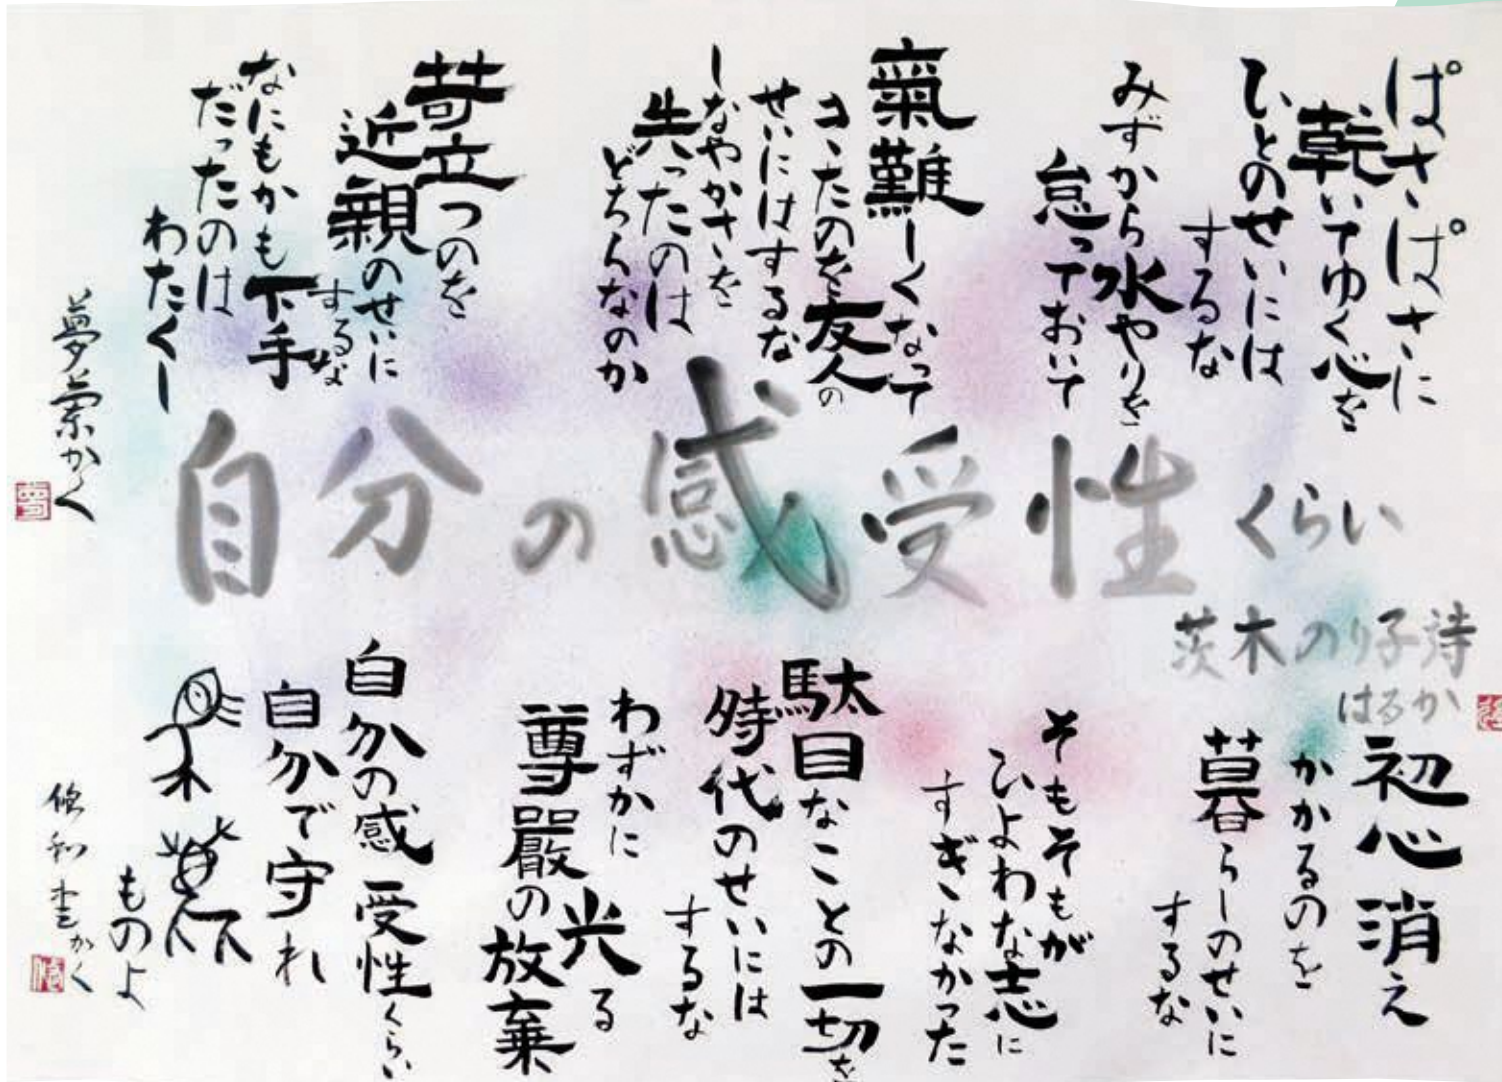 ぱさぱさに
乾いてゆく心を
ひとのせいには
するな
みずから水やりを
怠っておいて
氣難しくなって
きたのを友人の
せいにはするな
しなやかさを
失ったのは
どちらなのか
苛立つのを
近親のせいに
するな
なにもかも下手
だったのは
わたくし
かく
自分の感受性くらい
茨木のり子詩
はるか
初心消え
かかるのを
暮らしのせいに
するな
そもそもが
ひよわな志に
すぎなかった
駄目なことの一切を
時代のせいには
するな
わずかに
光る
尊嚴の放棄
自分の感受性くらい
自分で守れ
ものよ
かく